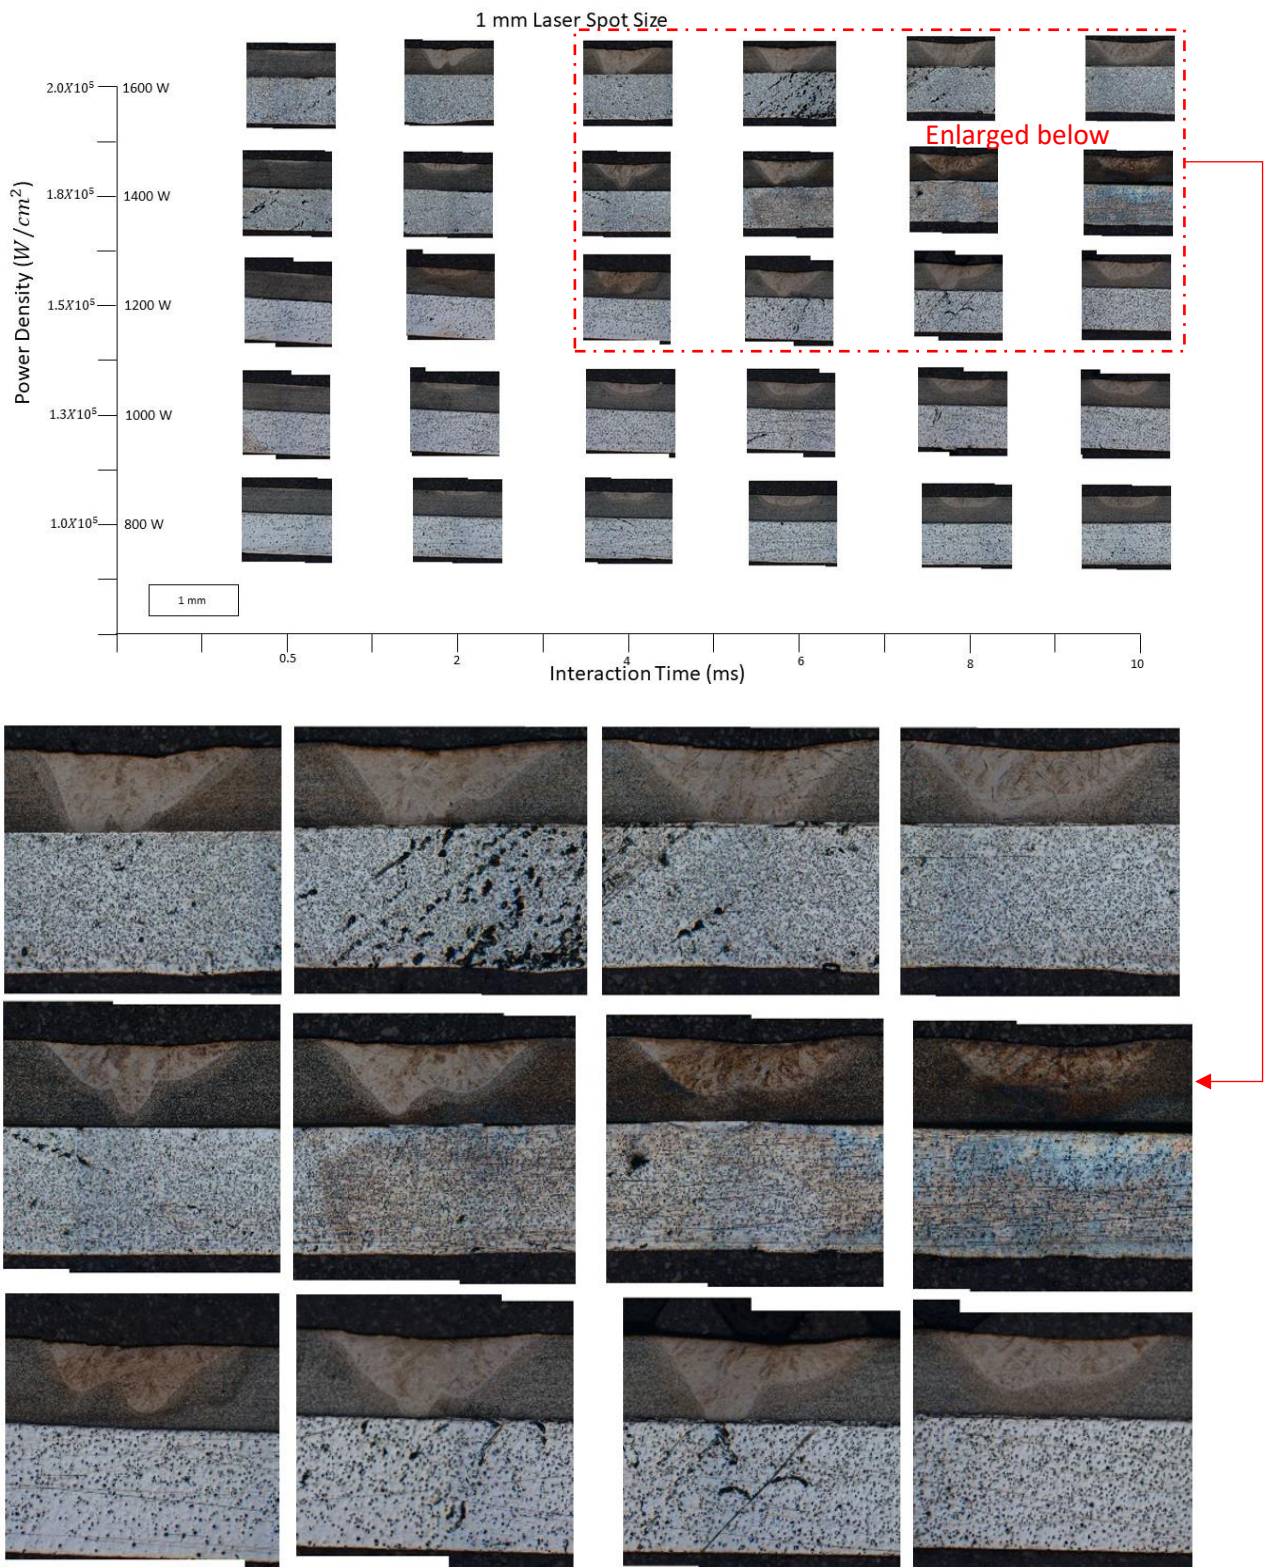 1 mm Laser Spot Size
2.0X10⁵ 1600 W
Enlarged below
1.8X10⁵ 1400 W
Power Density (W/cm²)
1.5X10⁵ 1200 W
1.3X10⁵ 1000 W
1.0X10⁵ 800 W
1 mm
0.5 2 4 6 8 10
Interaction Time (ms)